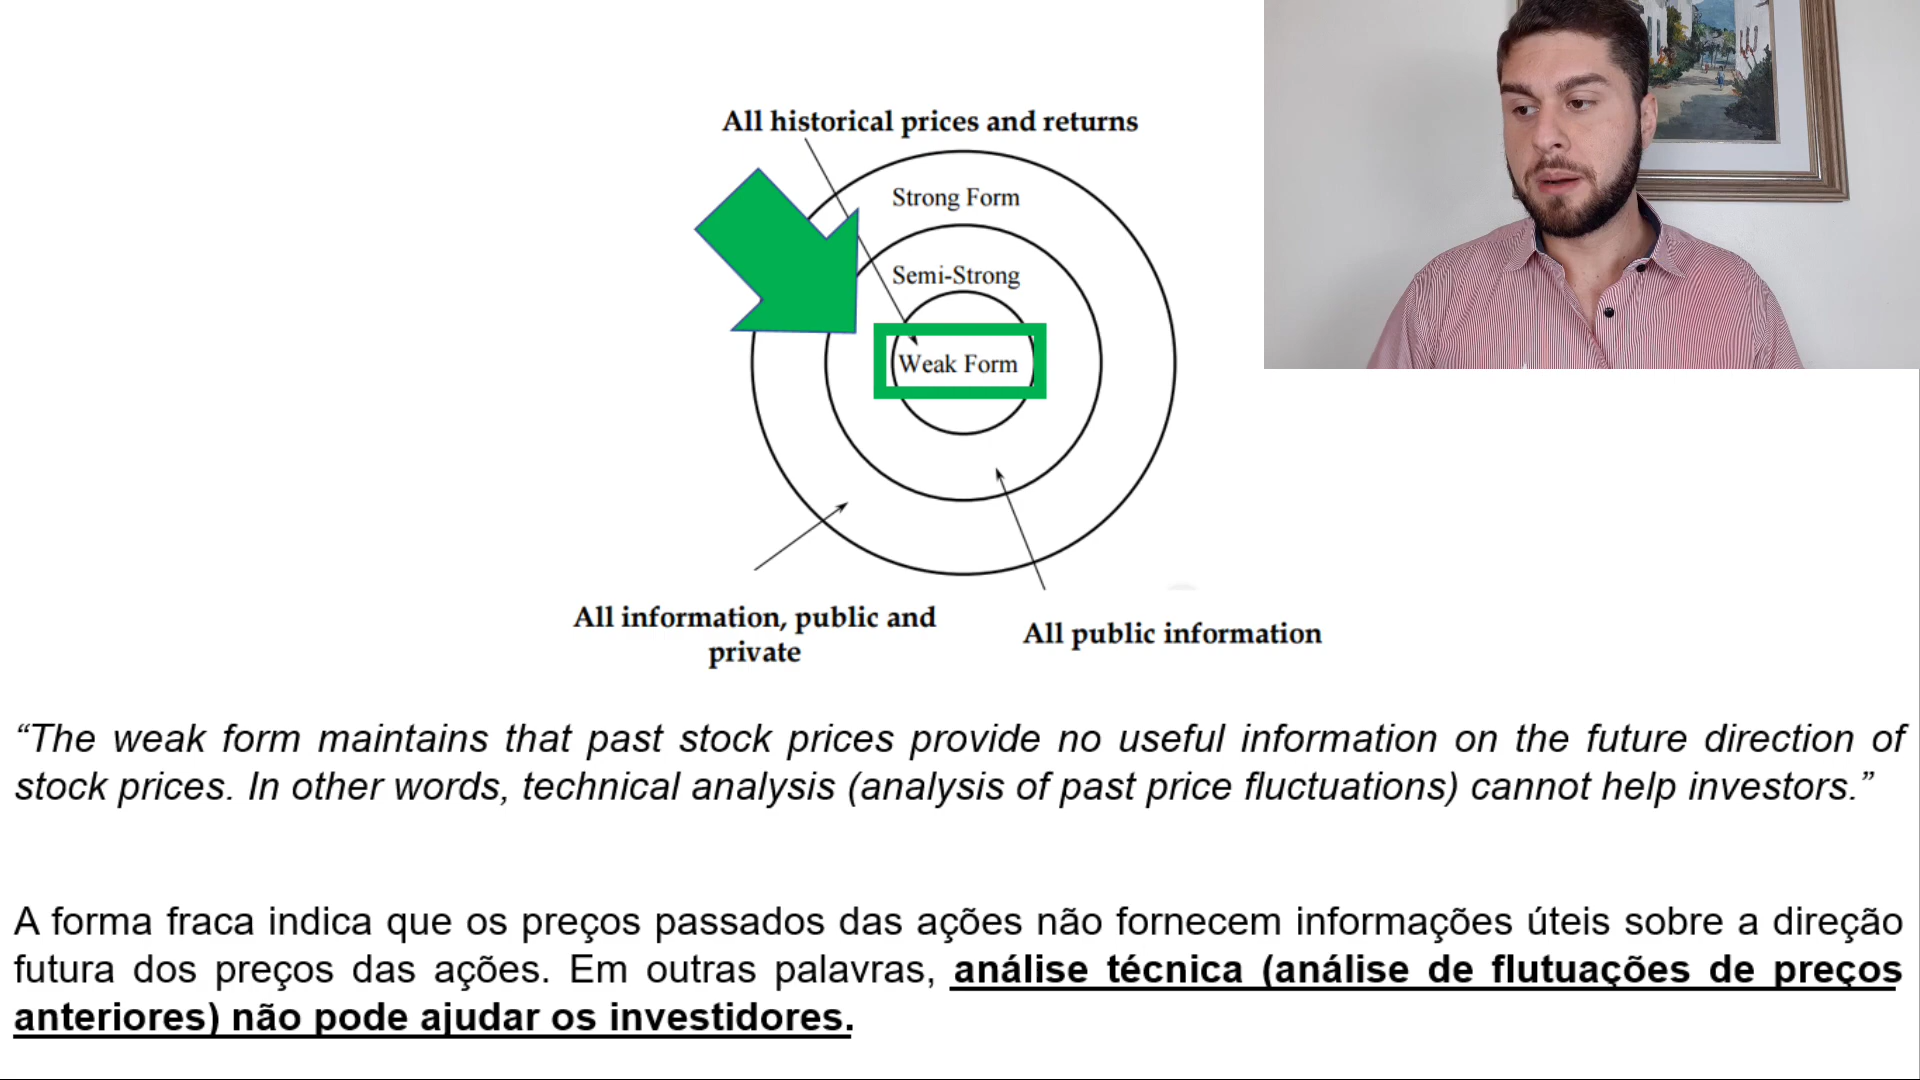 All historical prices and returns
Strong Form
Semi-Strong
Weak Form
All information, public and
private
All public information
“The weak form maintains that past stock prices provide no useful information on the future direction of
stock prices. In other words, technical analysis (analysis of past price fluctuations) cannot help investors.”
A forma fraca indica que os preços passados das ações não fornecem informações úteis sobre a direção
futura dos preços das ações. Em outras palavras, análise técnica (análise de flutuações de preços
anteriores) não pode ajudar os investidores.